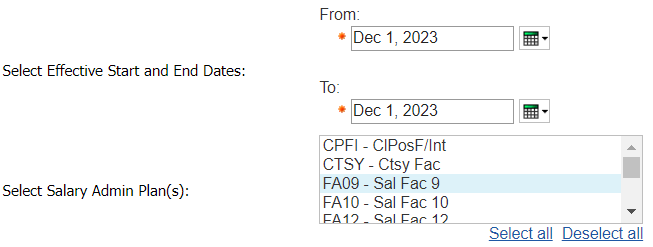 From:
Dec 1, 2023
Select Effective Start and End Dates:
To:
Dec 1, 2023
CPFI - ClPosF/Int
CTSY - Ctsy Fac
FA09 - Sal Fac 9
Select Salary Admin Plan(s):
FA10 - Sal Fac 10
FA12 - Sal Fac 12
Select all Deselect all